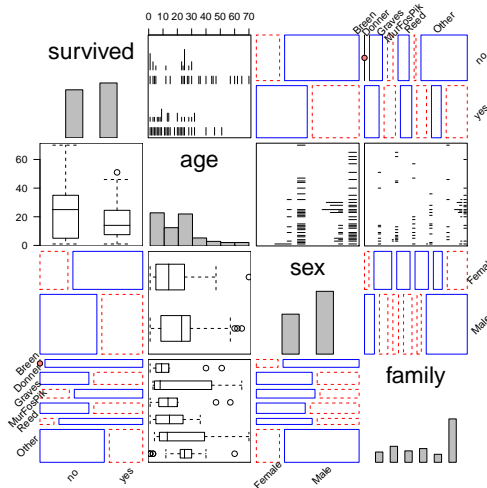 0 10 20 30 40 50 60 70
survived
Breen
Donner
Graves
MurFosPik
Reed
Other
no
yes
0 20 40 60
age
sex
Female
Male
Breen
Donner
Graves
MurFosPik
Reed
Other
family
no
yes
Female
Male